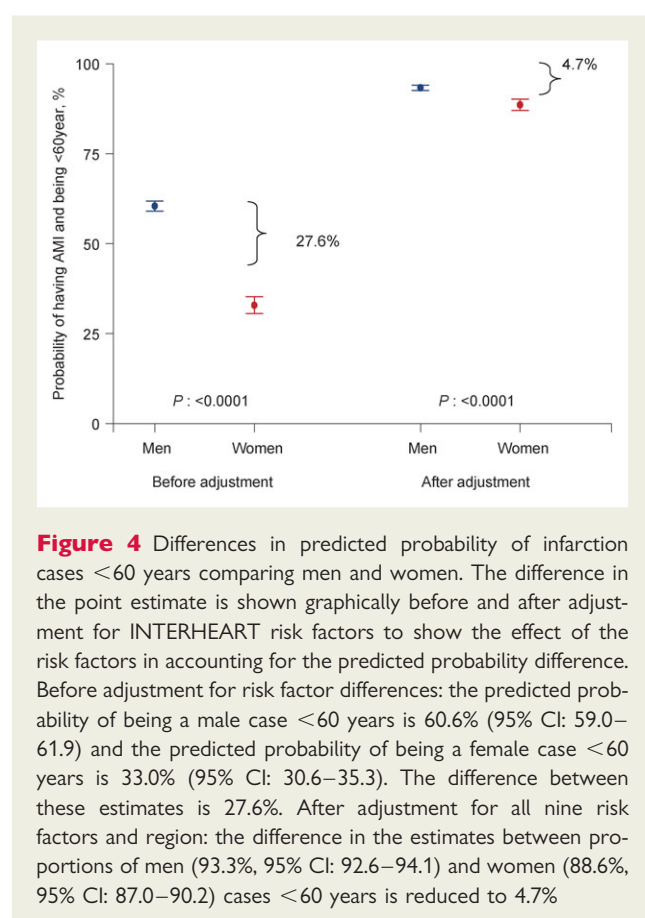 Probability of having AMI and being <60year, %
100
75
50
25
0
27.6%
4.7%
P : <0.0001
P : <0.0001
Men
Women
Men
Women
Before adjustment
After adjustment
Figure 4 Differences in predicted probability of infarction
cases <60 years comparing men and women. The difference in
the point estimate is shown graphically before and after adjust-
ment for INTERHEART risk factors to show the effect of the
risk factors in accounting for the predicted probability difference.
Before adjustment for risk factor differences: the predicted prob-
ability of being a male case <60 years is 60.6% (95% CI: 59.0–
61.9) and the predicted probability of being a female case <60
years is 33.0% (95% CI: 30.6–35.3). The difference between
these estimates is 27.6%. After adjustment for all nine risk
factors and region: the difference in the estimates between pro-
portions of men (93.3%, 95% CI: 92.6–94.1) and women (88.6%,
95% CI: 87.0–90.2) cases <60 years is reduced to 4.7%